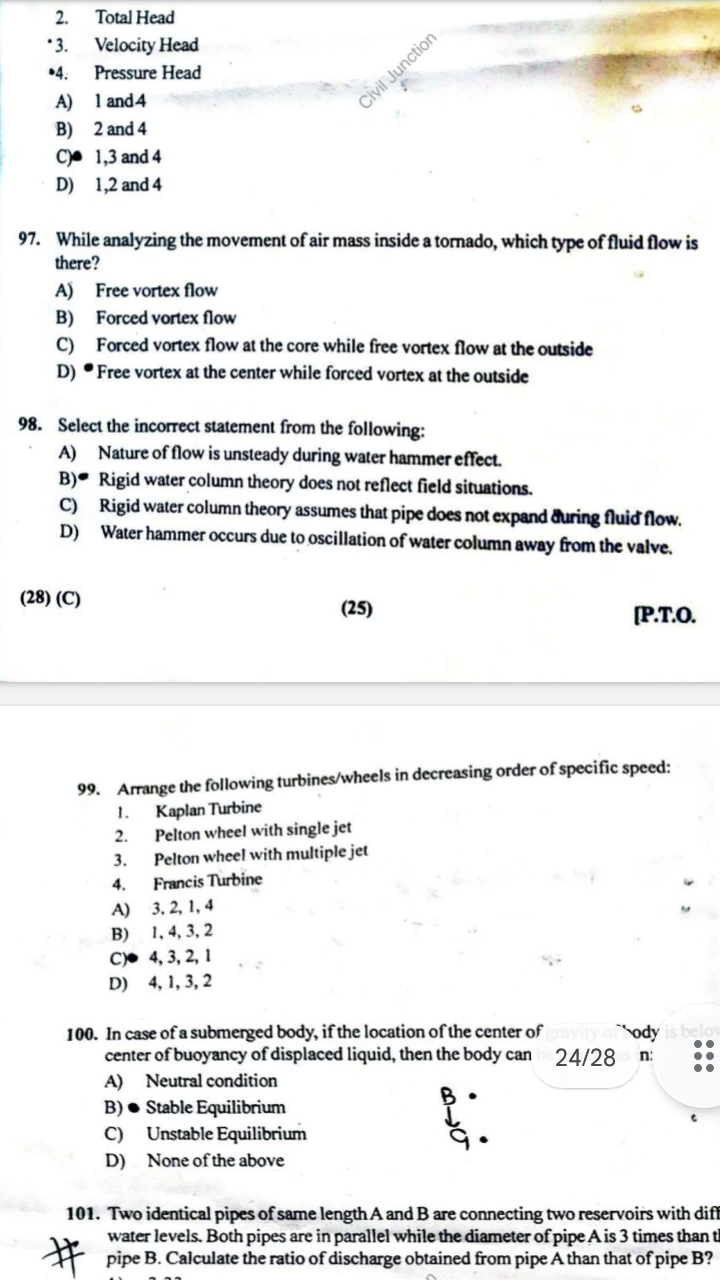 2. Total Head
3. Velocity Head
4. Pressure Head
A) 1 and 4
B) 2 and 4
C) 1,3 and 4
D) 1,2 and 4
Civil Junction
97. While analyzing the movement of air mass inside a tornado, which type of fluid flow is
there?
A) Free vortex flow
B) Forced vortex flow
C) Forced vortex flow at the core while free vortex flow at the outside
D) Free vortex at the center while forced vortex at the outside
98. Select the incorrect statement from the following:
A) Nature of flow is unsteady during water hammer effect.
B) Rigid water column theory does not reflect field situations.
C) Rigid water column theory assumes that pipe does not expand during fluid flow.
D) Water hammer occurs due to oscillation of water column away from the valve.
(28) (C) (25) [P.T.O.
99. Arrange the following turbines/wheels in decreasing order of specific speed:
1. Kaplan Turbine
2. Pelton wheel with single jet
3. Pelton wheel with multiple jet
4. Francis Turbine
A) 3, 2, 1, 4
B) 1, 4, 3, 2
C) 4, 3, 2, 1
D) 4, 1, 3, 2
100. In case of a submerged body, if the location of the center of gravity of body is below
center of buoyancy of displaced liquid, then the body can n:
24/28
A) Neutral condition
B) Stable Equilibrium
C) Unstable Equilibrium
D) None of the above
B
G
101. Two identical pipes of same length A and B are connecting two reservoirs with diff
water levels. Both pipes are in parallel while the diameter of pipe A is 3 times than t
# pipe B. Calculate the ratio of discharge obtained from pipe A than that of pipe B?